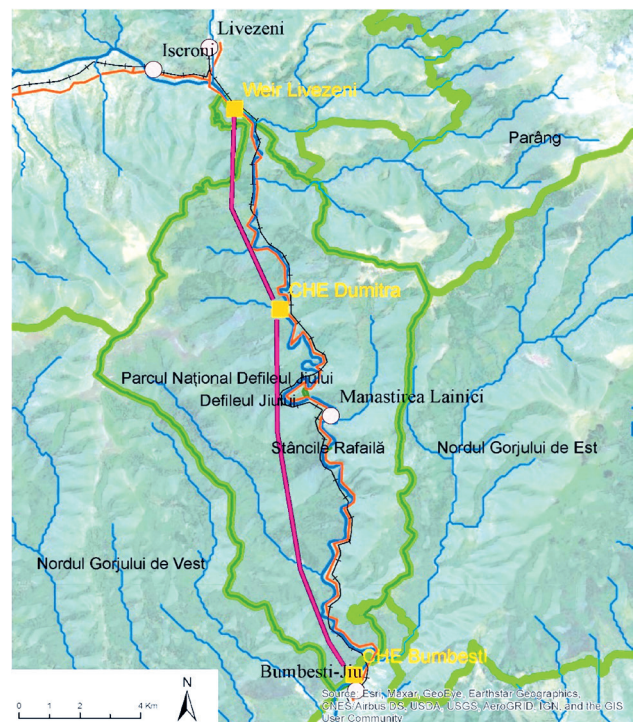 Livezeni
Iscroni
Weir Livezeni
Parâng
CHE Dumitra
Parcul Național Defileul Jiului
Defileul Jiului
Manastirea Lainici
Stâncile Rafailă
Nordul Gorjului de Est
Nordul Gorjului de Vest
CHE Bumbesti
Bumbesti-Jiu
N
0 2 4 Km
Source: Esri, Maxar, GeoEye, Earthstar Geographics,
CNES/Airbus DS, USDA, USGS, AeroGRID, IGN, and the GIS
User Community